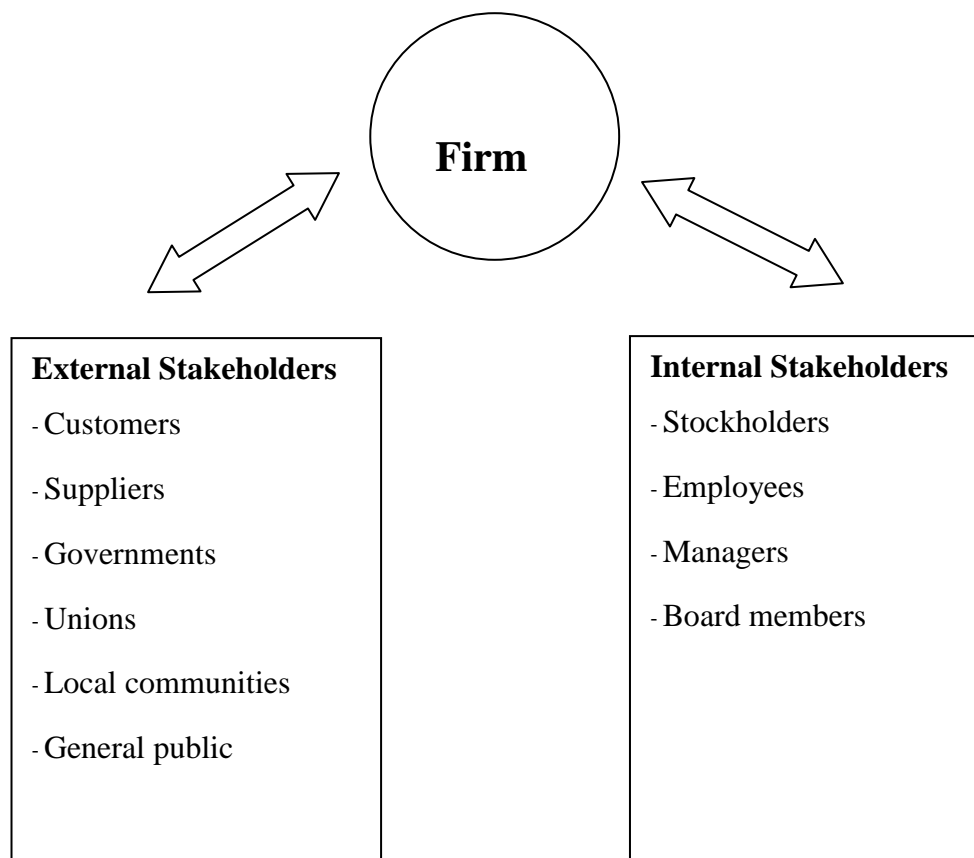 Firm
External Stakeholders
- Customers
- Suppliers
- Governments
- Unions
- Local communities
- General public
Internal Stakeholders
- Stockholders
- Employees
- Managers
- Board members